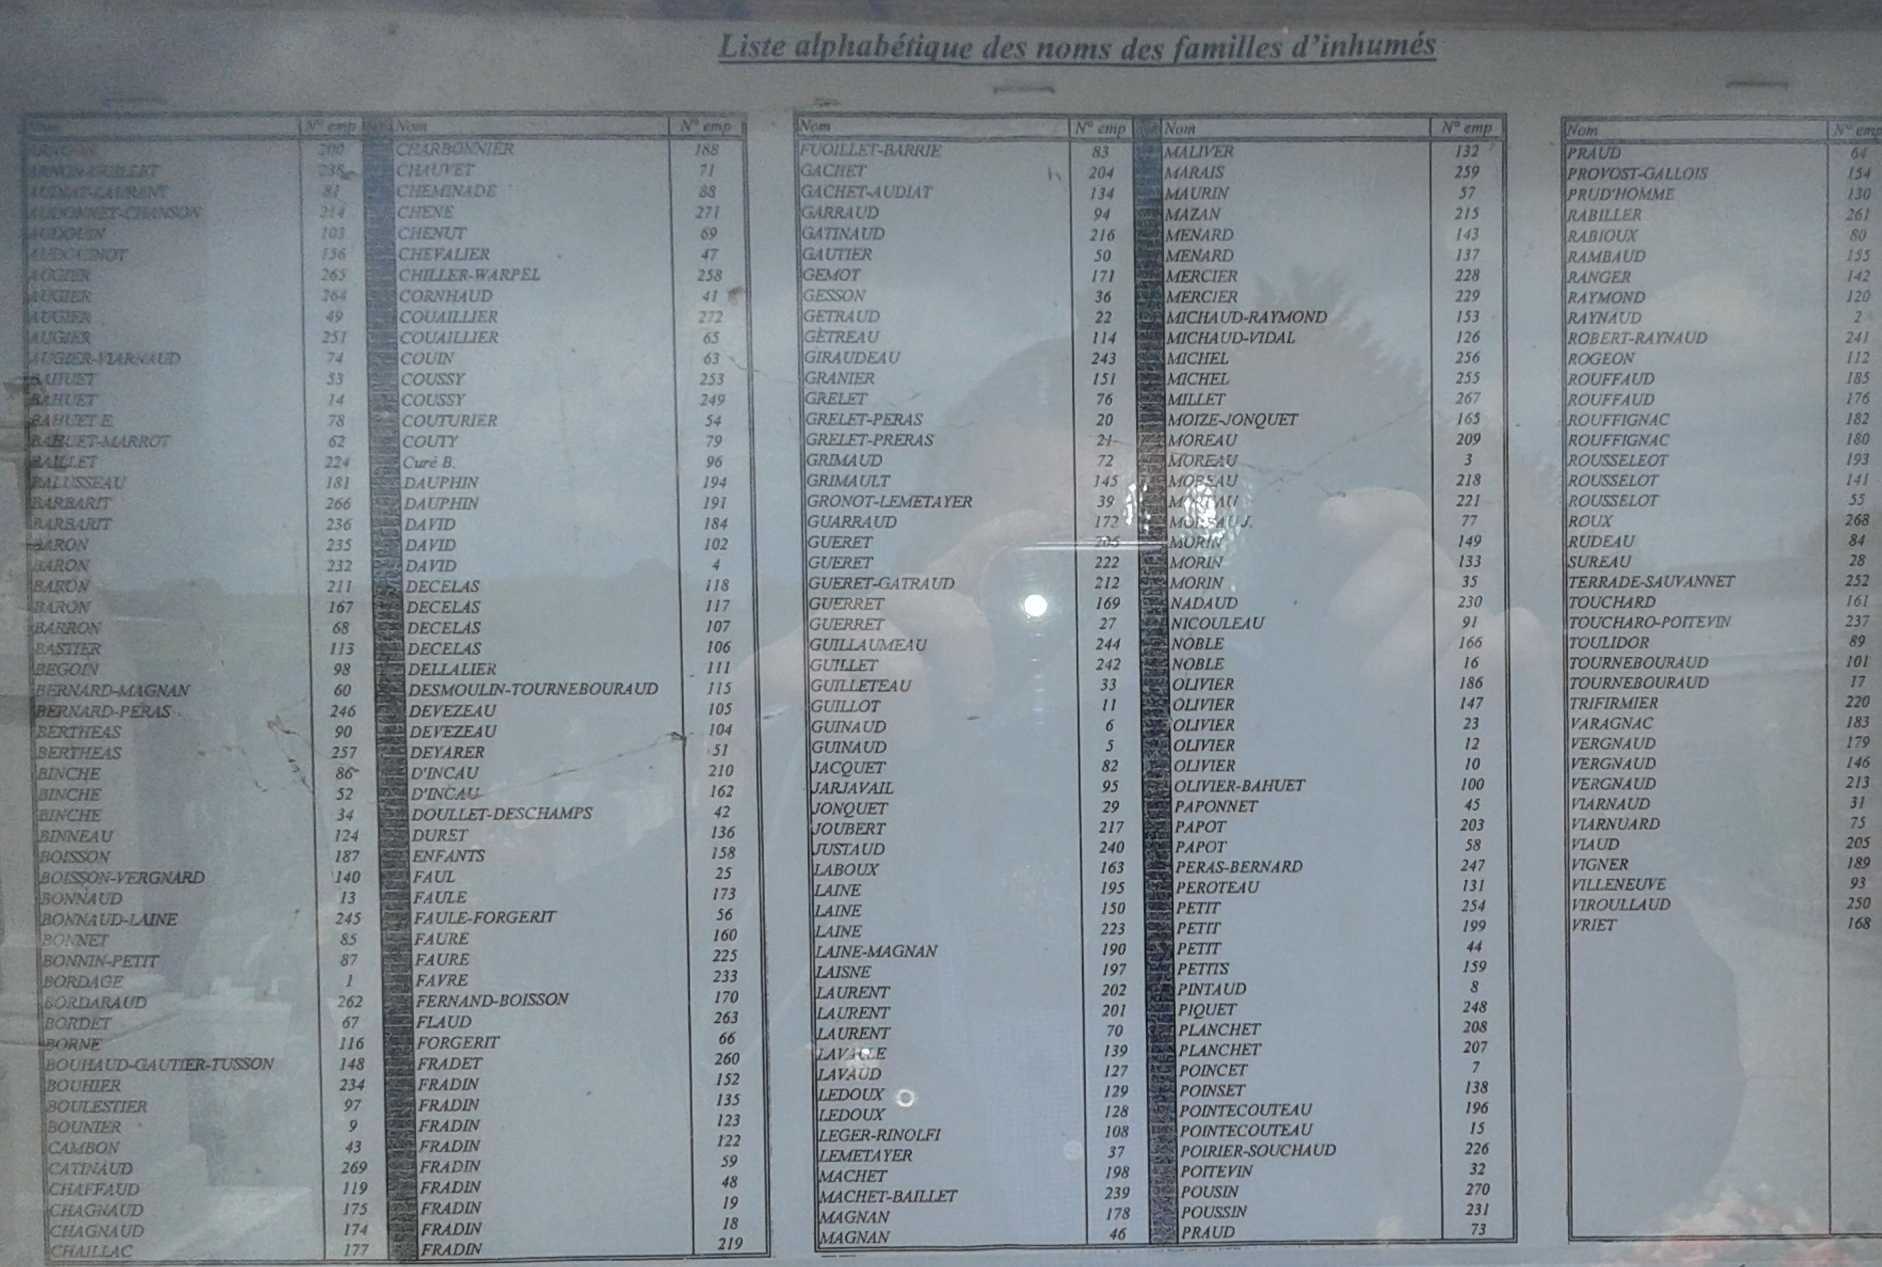 Liste alphabétique des noms des familles d'inhumés
Nom N° emp
200
ARNON-GUILLET 238
AUDIAT-LAURENT 81
AUDONNET-CHANSON 214
AUDOUIN 103
AUDOUINOT 156
AUGIER 265
AUGIER 264
AUGIER 49
AUGIER 251
AUGIER-VIARNAUD 74
BAHUET 53
BAHUET 14
BAHUET E. 78
BAHUET-MARROT 62
BAILLET 224
BALUSSEAU 181
BARBARIT 266
BARBARIT 236
BARON 235
BARON 232
BARON 211
BARON 167
BARRON 68
BASTIER 113
BEGOIN 98
BERNARD-MAGNAN 60
BERNARD-PERAS 246
BERTHEAS 90
BERTHEAS 257
BINCHE 86
BINCHE 52
BINCHE 34
BINNEAU 124
BOISSON 187
BOISSON-VERGNARD 140
BONNAUD 13
BONNAUD-LAINE 245
BONNET 85
BONNIN-PETIT 87
BORDAGE 1
BORDARAUD 262
BORDET 67
BORNE 116
BOUHAUD-GAUTIER-TUSSON 148
BOUHIER 234
BOULESTIER 97
BOUNIER 9
CAMBON 43
CATINAUD 269
CHAFFAUD 119
CHAGNAUD 175
CHAGNAUD 174
CHAILLAC 177
Nom N° emp
CHARBONNIER 188
CHAUVET 71
CHEMINADE 88
CHENE 271
CHENUT 69
CHEVALIER 47
CHILLER-WARPEL 258
CORNHAUD 41
COUAILLIER 272
COUAILLIER 65
COUIN 63
COUSSY 253
COUSSY 249
COUTURIER 54
COUTY 79
Curé B. 96
DAUPHIN 194
DAUPHIN 191
DAVID 184
DAVID 102
DAVID 4
DECELAS 118
DECELAS 117
DECELAS 107
DECELAS 106
DELLALIER 111
DESMOULIN-TOURNEBOURAUD 115
DEVEZEAU 105
DEVEZEAU 104
DEYARER 51
D'INCAU 210
D'INCAU 162
DOULLET-DESCHAMPS 42
DURET 136
ENFANTS 158
FAUL 25
FAULE 173
FAULE-FORGERIT 56
FAURE 160
FAURE 225
FAVRE 233
FERNAND-BOISSON 170
FLAUD 263
FORGERIT 66
FRADET 260
FRADIN 152
FRADIN 135
FRADIN 123
FRADIN 122
FRADIN 59
FRADIN 48
FRADIN 19
FRADIN 18
FRADIN 219
Nom N° emp
FUOILLET-BARRIE 83
GACHET 204
GACHET-AUDIAT 134
GARRAUD 94
GATINAUD 216
GAUTIER 50
GEMOT 171
GESSON 36
GETRAUD 22
GÈTREAU 114
GIRAUDEAU 243
GRANIER 151
GRELET 76
GRELET-PERAS 20
GRELET-PRERAS 21
GRIMAUD 72
GRIMAULT 145
GRONOT-LEMETAYER 39
GUARRAUD 172
GUERET 206
GUERET 222
GUERET-GATRAUD 212
GUERRET 169
GUERRET 27
GUILLAUMEAU 244
GUILLET 242
GUILLETEAU 33
GUILLOT 11
GUINAUD 6
GUINAUD 5
JACQUET 82
JARJAVAIL 95
JONQUET 29
JOUBERT 217
JUSTAUD 240
LABOUX 163
LAINE 195
LAINE 150
LAINE 223
LAINE-MAGNAN 190
LAISNE 197
LAURENT 202
LAURENT 201
LAURENT 70
139
LAVAUD 127
LEDOUX 129
LEDOUX 128
LEGER-RINOLFI 108
LEMETAYER 37
MACHET 198
MACHET-BAILLET 239
MAGNAN 178
MAGNAN 46
Nom N° emp
MALIVER 132
MARAIS 259
MAURIN 57
MAZAN 215
MENARD 143
MENARD 137
MERCIER 228
MERCIER 229
MICHAUD-RAYMOND 153
MICHAUD-VIDAL 126
MICHEL 256
MICHEL 255
MILLET 267
MOIZE-JONQUET 165
MOREAU 209
MOREAU 3
MOREAU 218
MOREAU 221
MOREAU J. 77
MORIN 149
MORIN 133
MORIN 35
NADAUD 230
NICOULEAU 91
NOBLE 166
NOBLE 16
OLIVIER 186
OLIVIER 147
OLIVIER 23
OLIVIER 12
OLIVIER 10
OLIVIER-BAHUET 100
PAPONNET 45
PAPOT 203
PAPOT 58
PERAS-BERNARD 247
PEROTEAU 131
PETIT 254
PETIT 199
PETIT 44
PETITS 159
PINTAUD 8
PIQUET 248
PLANCHET 208
PLANCHET 207
POINCET 7
POINSET 138
POINTECOUTEAU 196
POINTECOUTEAU 15
POIRIER-SOUCHAUD 226
POITEVIN 32
POUSIN 270
POUSSIN 231
PRAUD 73
Nom N° emp
PRAUD 64
PROVOST-GALLOIS 154
PRUD'HOMME 130
RABILLER 261
RABIOUX 80
RAMBAUD 155
RANGER 142
RAYMOND 120
RAYNAUD 2
ROBERT-RAYNAUD 241
ROGEON 112
ROUFFAUD 185
ROUFFAUD 176
ROUFFIGNAC 182
ROUFFIGNAC 180
ROUSSELEOT 193
ROUSSELOT 141
ROUSSELOT 55
ROUX 268
RUDEAU 84
SUREAU 28
TERRADE-SAUVANNET 252
TOUCHARD 161
TOUCHARO-POITEVIN 237
TOULIDOR 89
TOURNEBOURAUD 101
TOURNEBOURAUD 17
TRIFIRMIER 220
VARAGNAC 183
VERGNAUD 179
VERGNAUD 146
VERGNAUD 213
VIARNAUD 31
VIARNUARD 75
VIAUD 205
VIGNER 189
VILLENEUVE 93
VIROULLAUD 250
VRIET 168